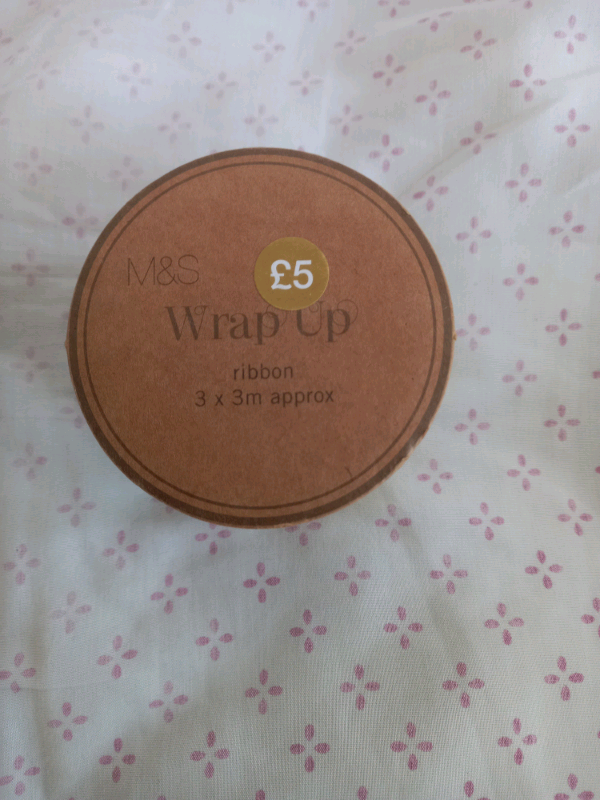 M&S
£5
Wrap Up
ribbon
3 x 3m approx